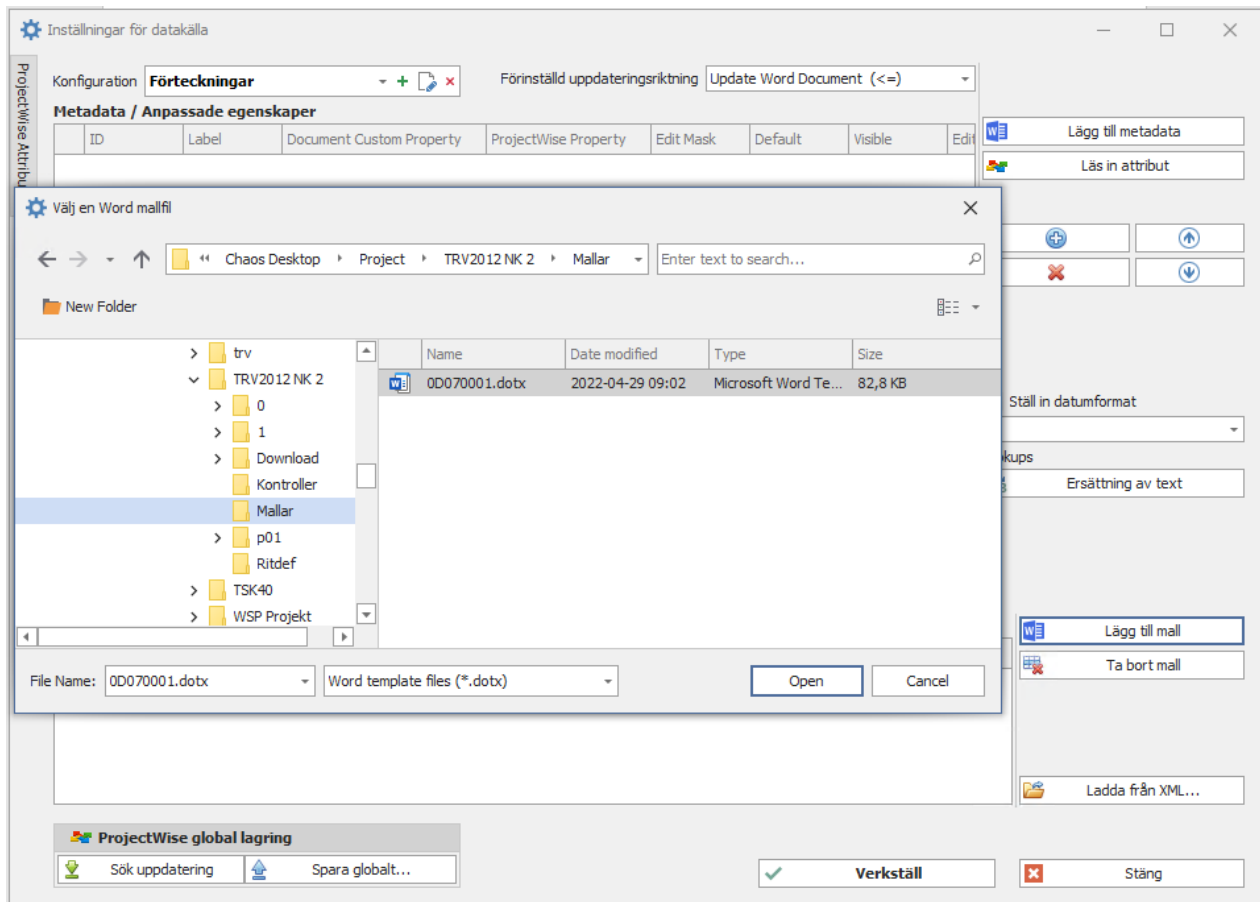 Inställningar för datakälla
ProjectWise Attribu
Konfiguration Förteckningar Förinställd uppdateringsriktning Update Word Document (<=)
Metadata / Anpassade egenskaper
ID Label Document Custom Property ProjectWise Property Edit Mask Default Visible Edit
Lägg till metadata
Läs in attribut
Välj en Word mallfil
Chaos Desktop Project TRV2012 NK 2 Mallar Enter text to search...
New Folder
trv
TRV2012 NK 2
0
1
Download
Kontroller
Mallar
p01
Ritdef
TSK40
WSP Projekt
Name Date modified Type Size
0D070001.dotx 2022-04-29 09:02 Microsoft Word Te... 82,8 KB
File Name: 0D070001.dotx Word template files (*.dotx) Open Cancel
Ställ in datumformat
kups
Ersättning av text
Lägg till mall
Ta bort mall
Ladda från XML...
ProjectWise global lagring
Sök uppdatering Spara globalt...
Verkställ Stäng